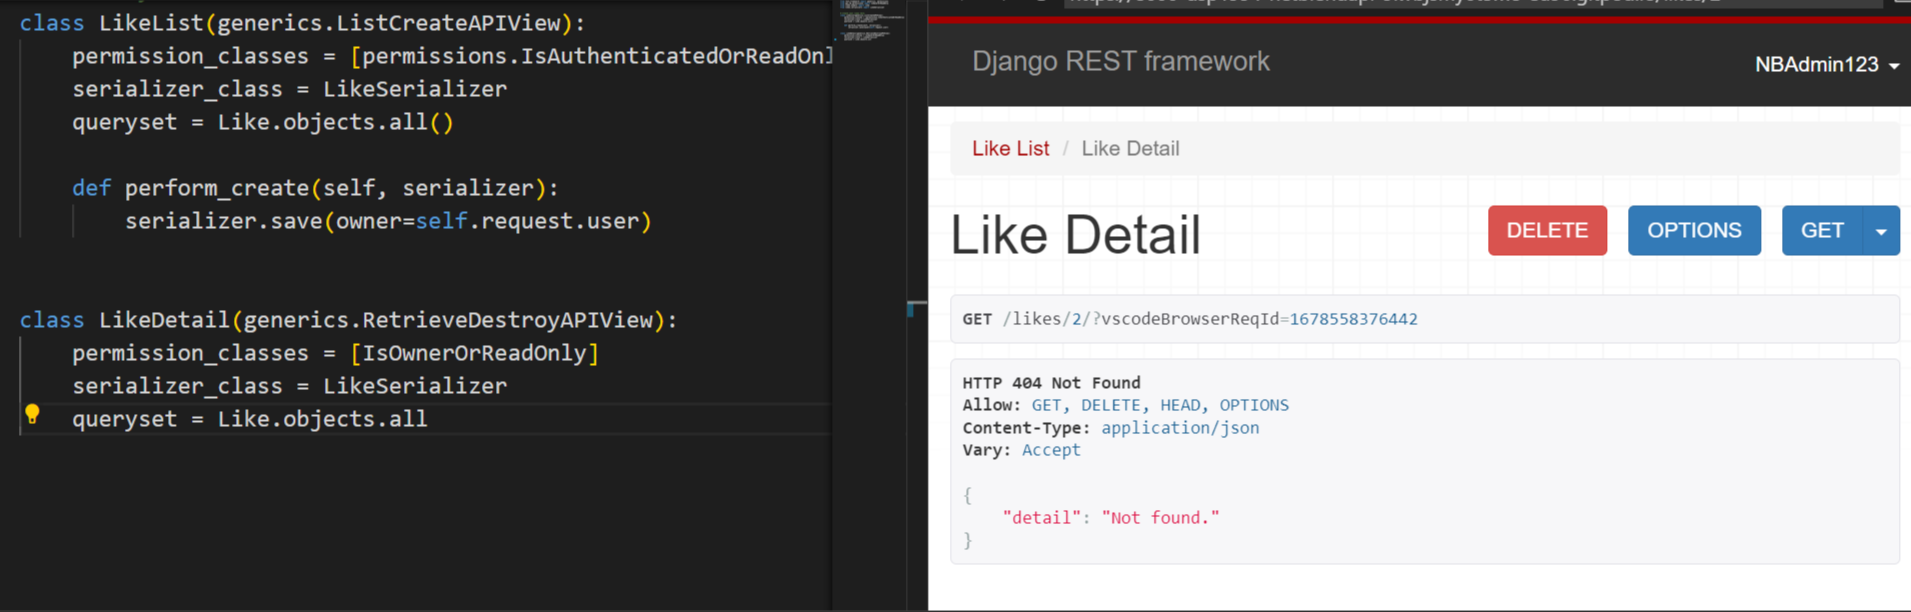 class LikeList(generics.ListCreateAPIView):
    permission_classes = [permissions.IsAuthenticatedOrReadOnl
    serializer_class = LikeSerializer
    queryset = Like.objects.all()
    def perform_create(self, serializer):
        serializer.save(owner=self.request.user)
class LikeDetail(generics.RetrieveDestroyAPIView):
    permission_classes = [IsOwnerOrReadOnly]
    serializer_class = LikeSerializer
    queryset = Like.objects.all
Django REST framework
NBAdmin123
Like List / Like Detail
Like Detail
DELETE OPTIONS GET
GET /likes/2/?vscodeBrowserReqId=1678558376442
HTTP 404 Not Found
Allow: GET, DELETE, HEAD, OPTIONS
Content-Type: application/json
Vary: Accept
{
    "detail": "Not found."
}